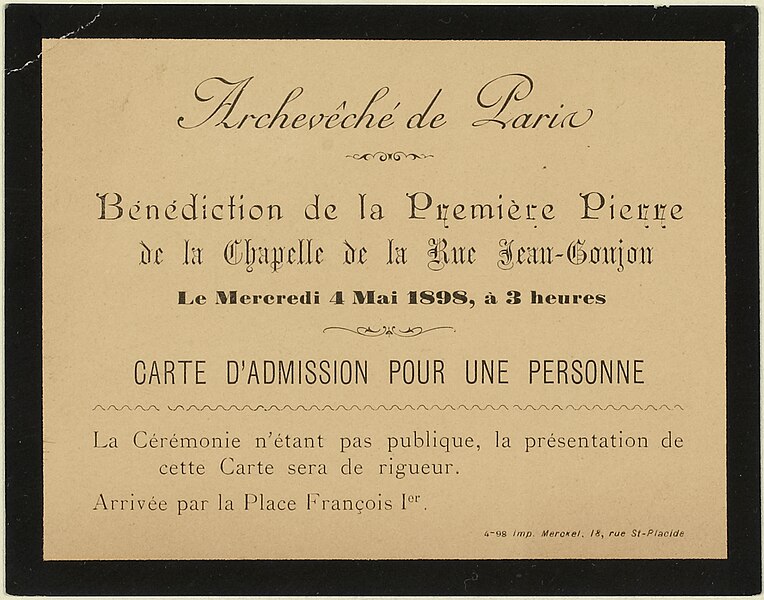 Archevêché de Paris
Bénédiction de la Première Pierre
de la Chapelle de la Rue Jean-Goujon
Le Mercredi 4 Mai 1898, à 3 heures
CARTE D'ADMISSION POUR UNE PERSONNE
La Cérémonie n'étant pas publique, la présentation de
cette Carte sera de rigueur.
Arrivée par la Place François Ier.
4-98 Imp. Merckel, 18, rue St-Placide